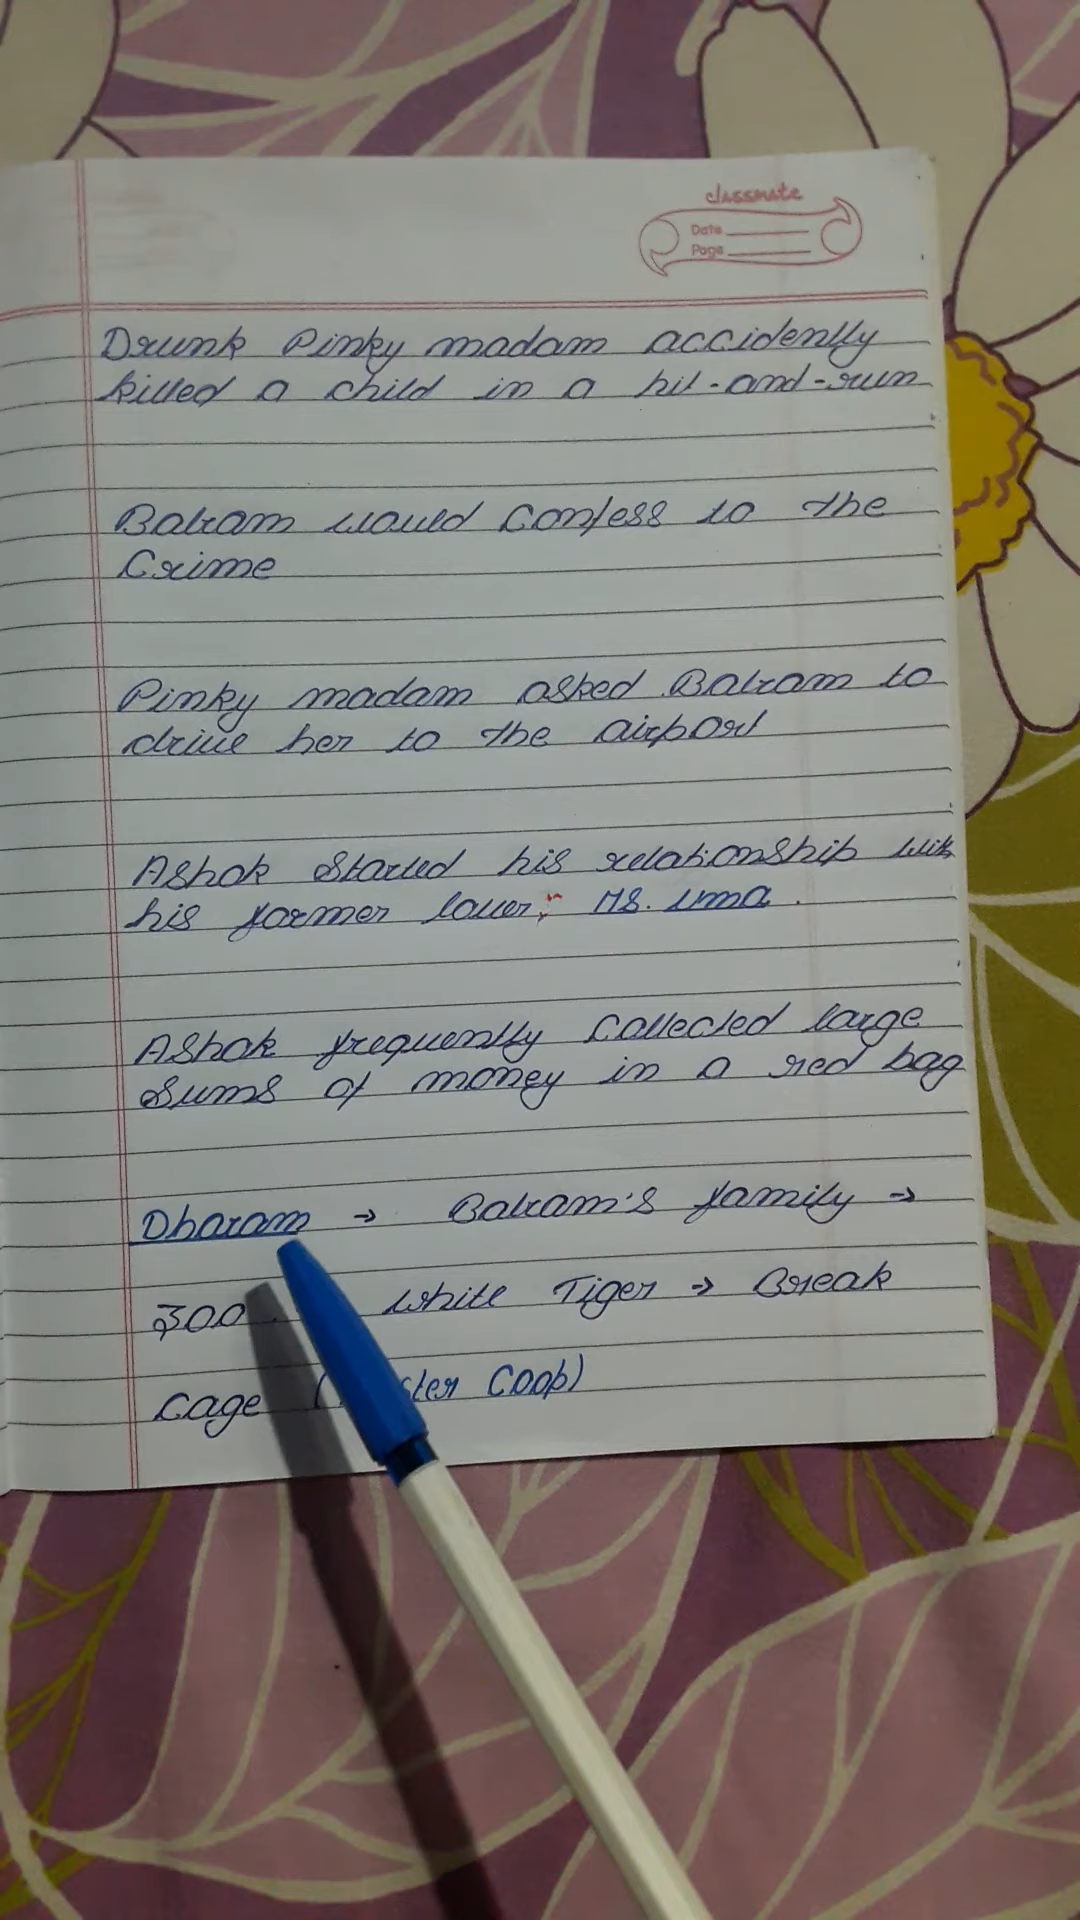 classmate
Date
Page
Drunk Pinky madam accidently
killed a child in a hit-and-run
Balram would confess to the
Crime
Pinky madam asked Balram to
drive her to the airport
Ashok started his relationship with
his former lover, Ms. Uma.
Ashok frequently collected large
sums of money in a red bag
Dharam → Balram's family →
White Tiger → Break
Cage ( Coop)